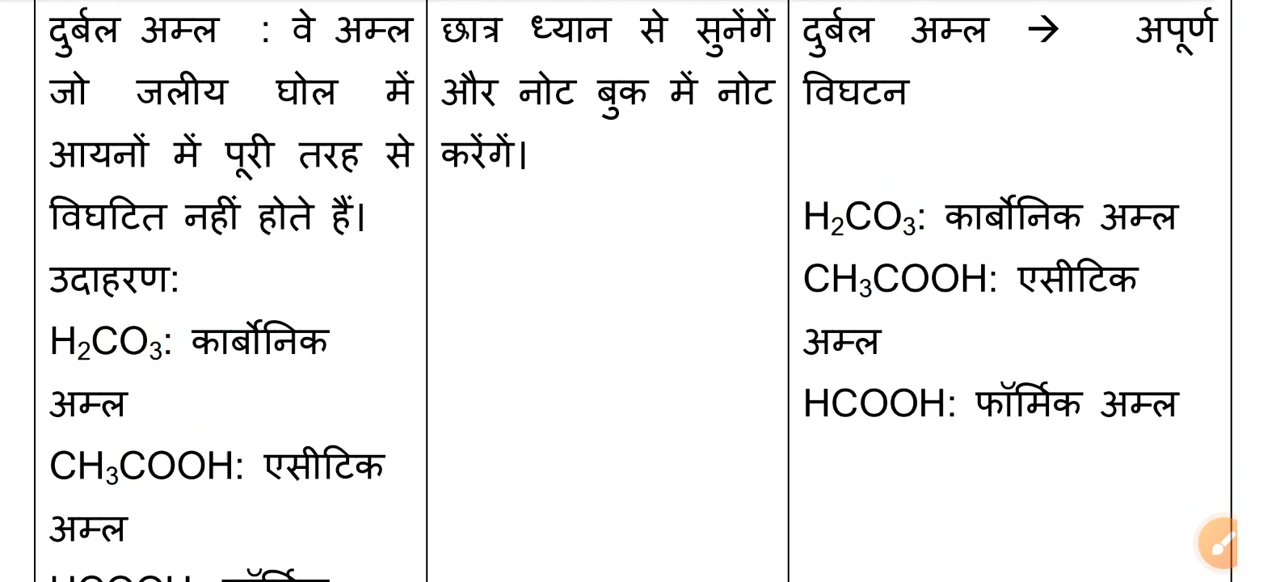 दुर्बल अम्ल : वे अम्ल
जो जलीय घोल में
आयनों में पूरी तरह से
विघटित नहीं होते हैं।
उदाहरण:
H₂CO₃: कार्बोनिक
अम्ल
CH₃COOH: एसीटिक
अम्ल
छात्र ध्यान से सुनेंगें
और नोट बुक में नोट
करेंगें।
दुर्बल अम्ल → अपूर्ण
विघटन
H₂CO₃: कार्बोनिक अम्ल
CH₃COOH: एसीटिक
अम्ल
HCOOH: फॉर्मिक अम्ल